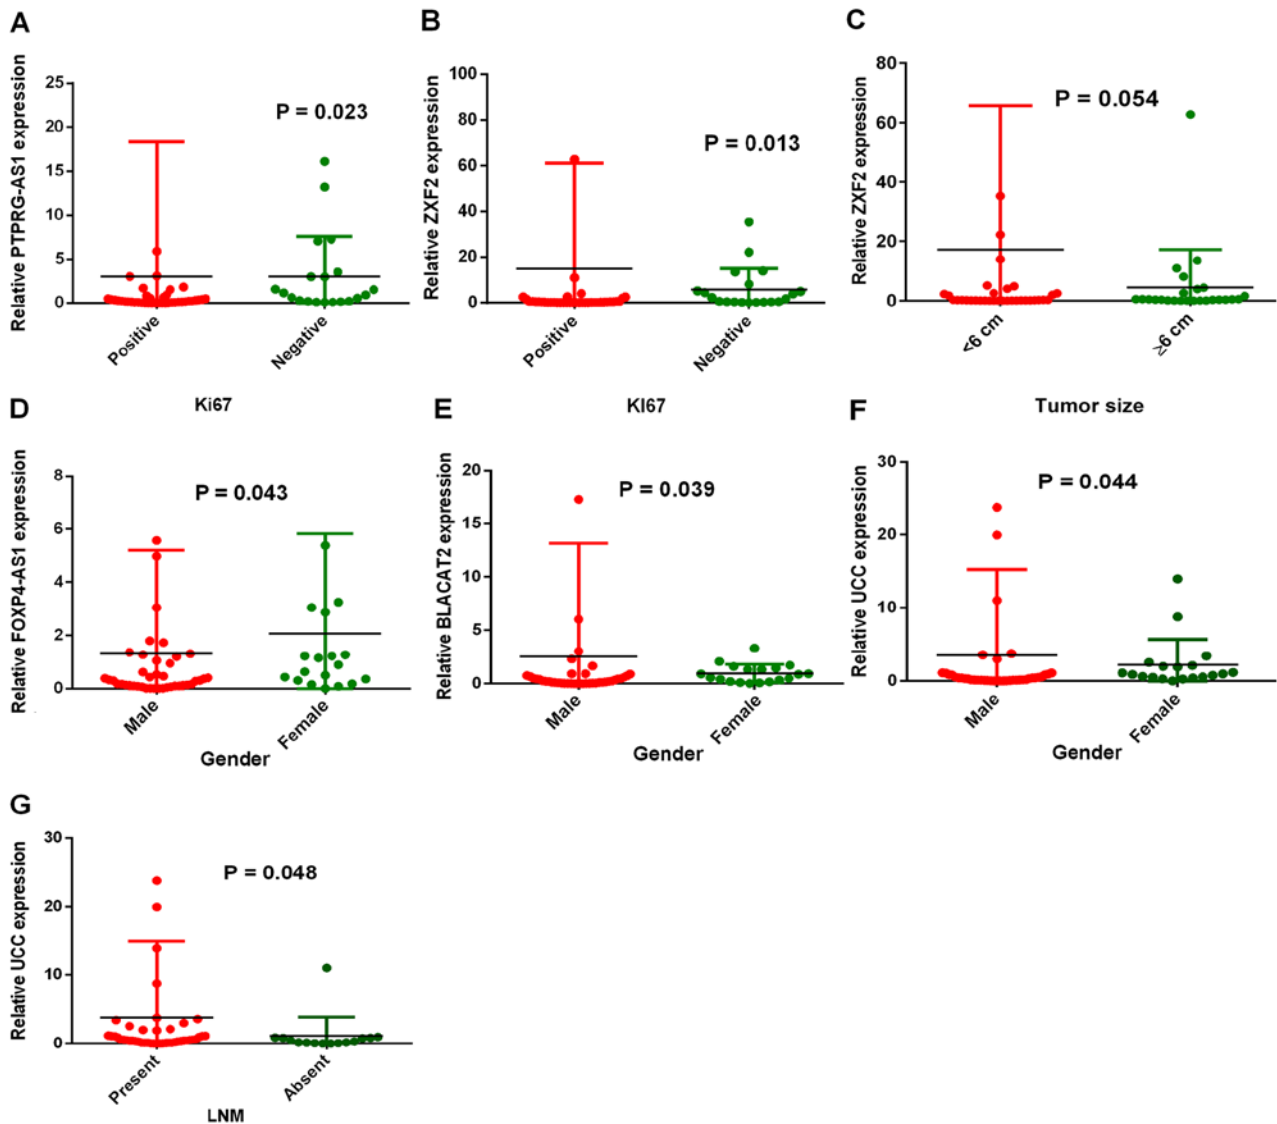 A
Relative PTPRG-AS1 expression
25
20
15
10
5
0
P = 0.023
Positive
Negative
Ki67
B
Relative ZXF2 expression
100
80
60
40
20
0
P = 0.013
Positive
Negative
KI67
C
Relative ZXF2 expression
80
60
40
20
0
P = 0.054
<6 cm
≥6 cm
Tumor size
D
Relative FOXP4-AS1 expression
8
6
4
2
0
P = 0.043
Male
Female
Gender
E
Relative BLACAT2 expression
20
15
10
5
0
P = 0.039
Male
Female
Gender
F
Relative UCC expression
30
20
10
0
P = 0.044
Male
Female
Gender
G
Relative UCC expression
30
20
10
0
P = 0.048
Present
Absent
LNM